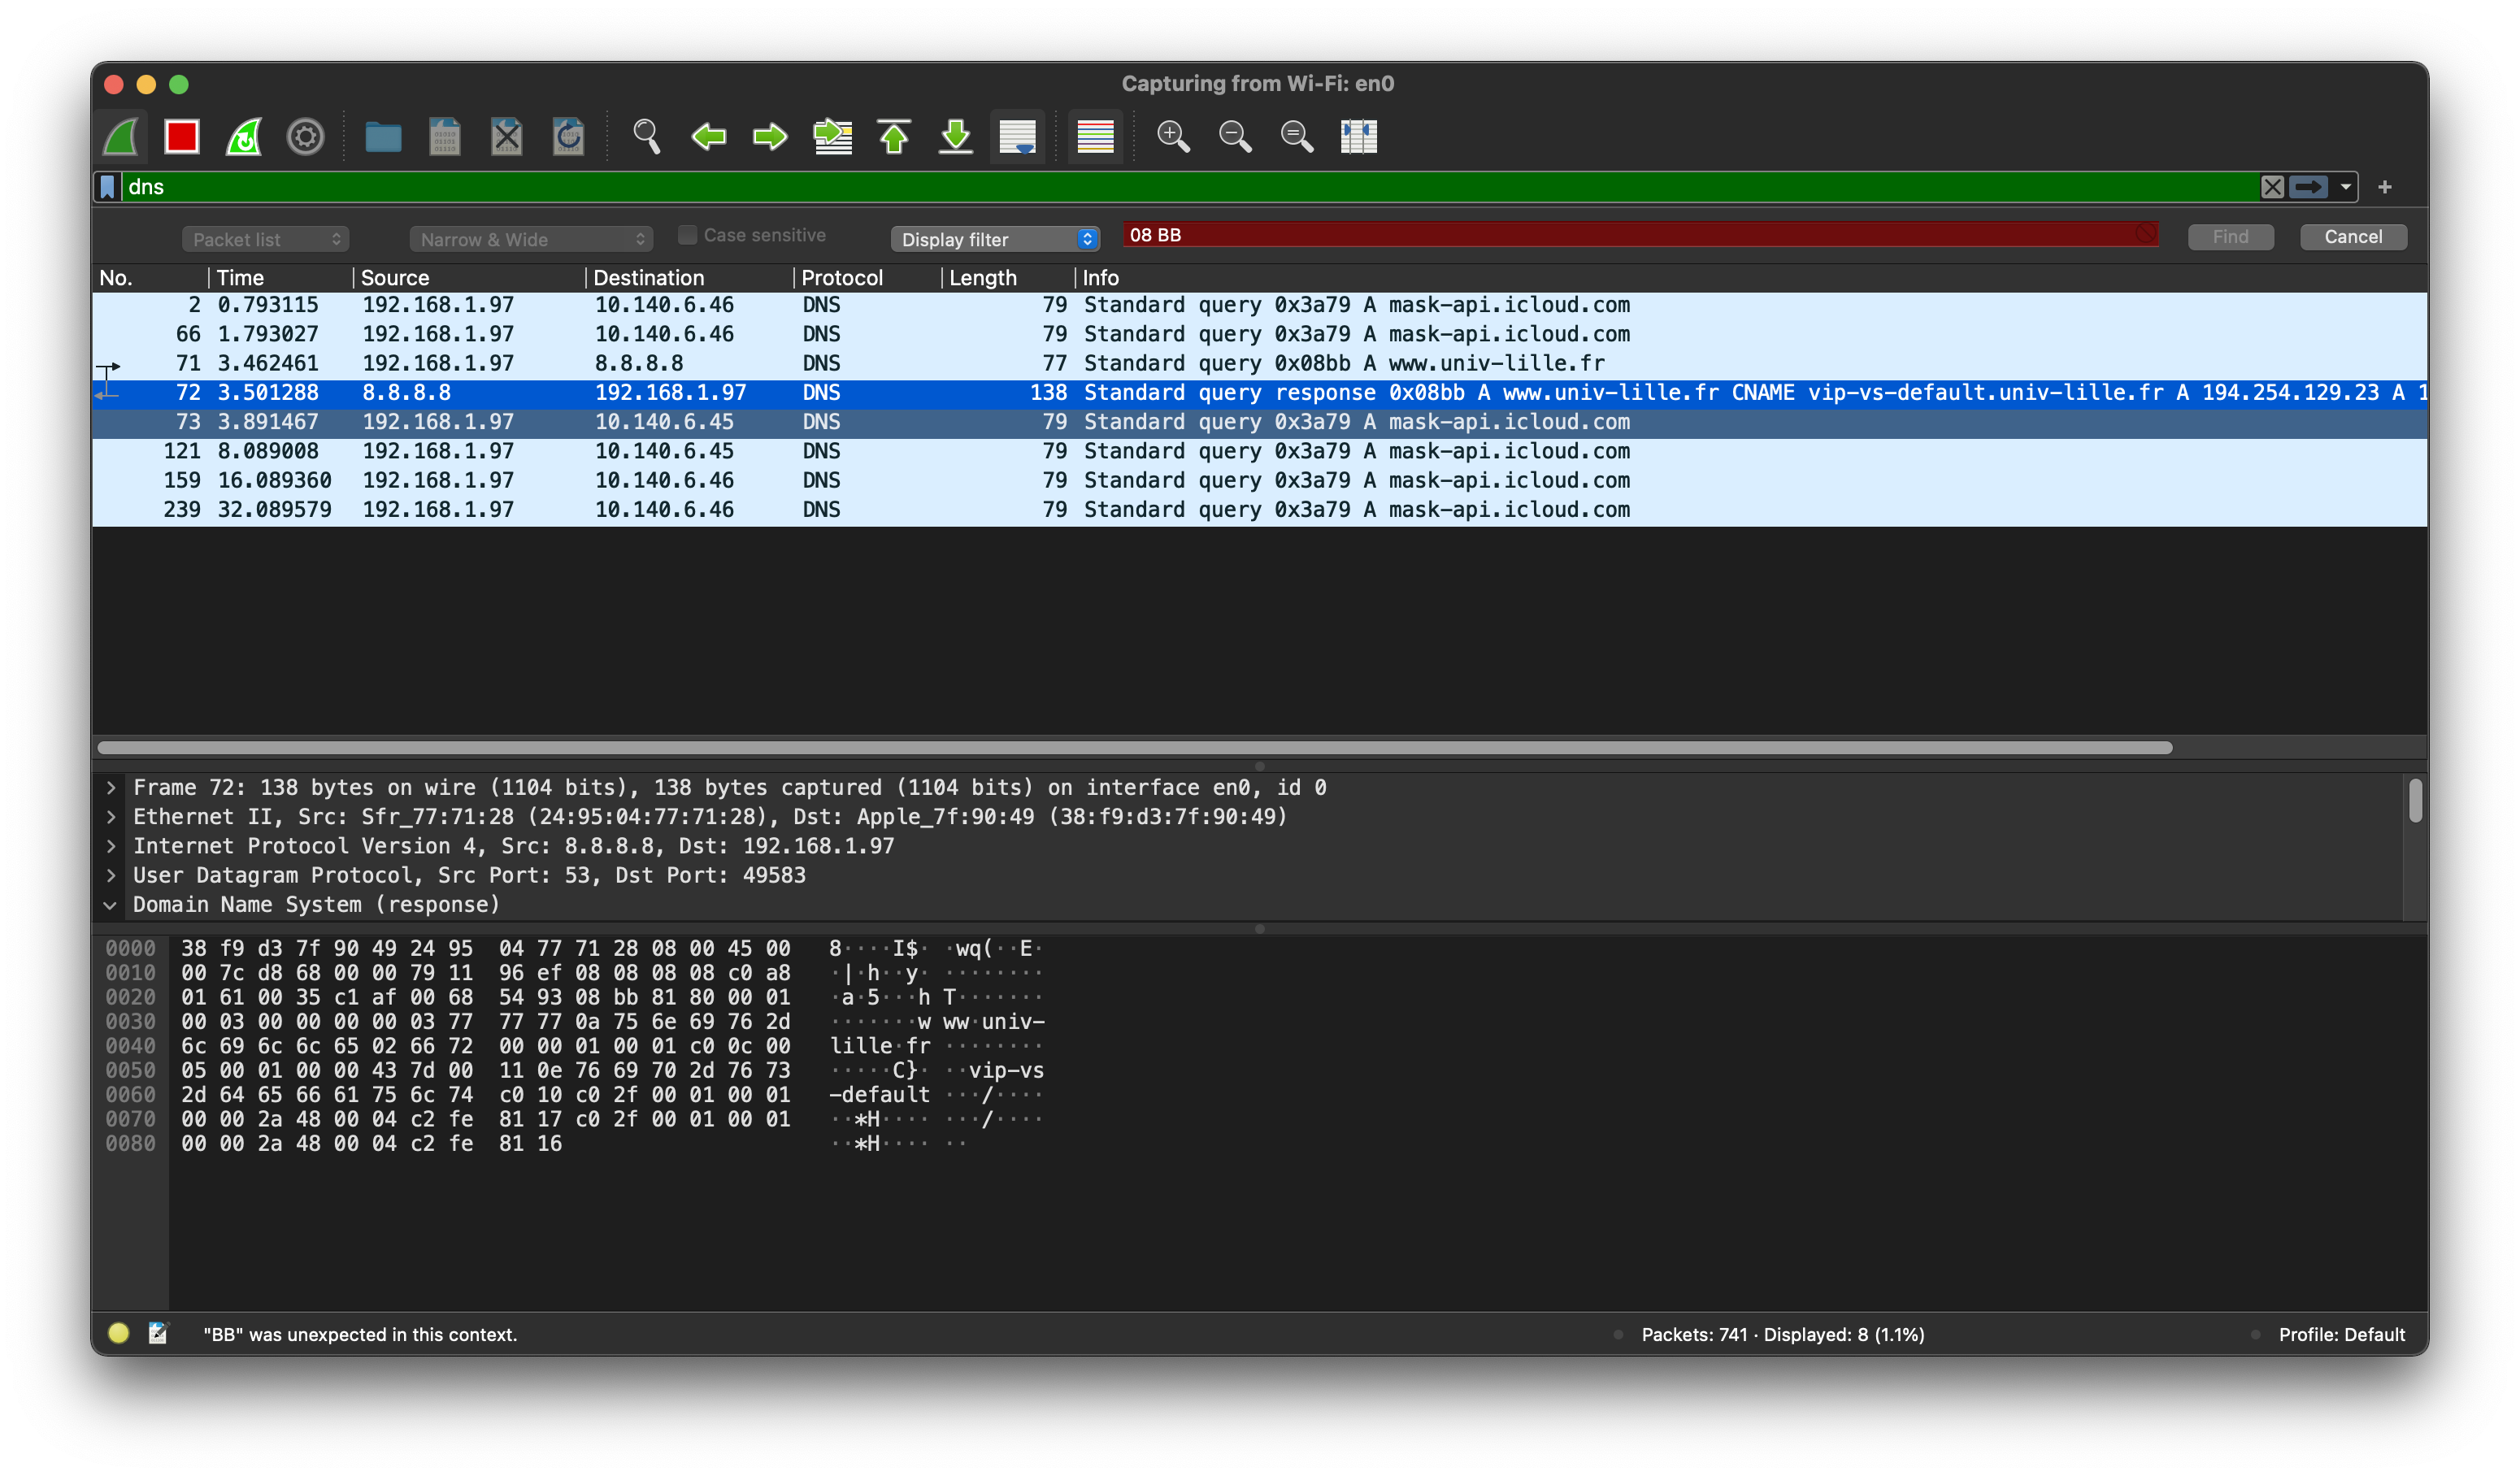 Capturing from Wi-Fi: en0
dns
Packet list Narrow & Wide Case sensitive Display filter 08 BB Find Cancel
No. Time Source Destination Protocol Length Info
2 0.793115 192.168.1.97 10.140.6.46 DNS 79 Standard query 0x3a79 A mask-api.icloud.com
66 1.793027 192.168.1.97 10.140.6.46 DNS 79 Standard query 0x3a79 A mask-api.icloud.com
71 3.462461 192.168.1.97 8.8.8.8 DNS 77 Standard query 0x08bb A www.univ-lille.fr
72 3.501288 8.8.8.8 192.168.1.97 DNS 138 Standard query response 0x08bb A www.univ-lille.fr CNAME vip-vs-default.univ-lille.fr A 194.254.129.23 A 1
73 3.891467 192.168.1.97 10.140.6.45 DNS 79 Standard query 0x3a79 A mask-api.icloud.com
121 8.089008 192.168.1.97 10.140.6.45 DNS 79 Standard query 0x3a79 A mask-api.icloud.com
159 16.089360 192.168.1.97 10.140.6.46 DNS 79 Standard query 0x3a79 A mask-api.icloud.com
239 32.089579 192.168.1.97 10.140.6.46 DNS 79 Standard query 0x3a79 A mask-api.icloud.com
Frame 72: 138 bytes on wire (1104 bits), 138 bytes captured (1104 bits) on interface en0, id 0
Ethernet II, Src: Sfr_77:71:28 (24:95:04:77:71:28), Dst: Apple_7f:90:49 (38:f9:d3:7f:90:49)
Internet Protocol Version 4, Src: 8.8.8.8, Dst: 192.168.1.97
User Datagram Protocol, Src Port: 53, Dst Port: 49583
Domain Name System (response)
0000 38 f9 d3 7f 90 49 24 95 04 77 71 28 08 00 45 00 8····I$· ·wq(··E·
0010 00 7c d8 68 00 00 79 11 96 ef 08 08 08 08 c0 a8 ·|·h··y· ········
0020 01 61 00 35 c1 af 00 68 54 93 08 bb 81 80 00 01 ·a·5···h T·······
0030 00 03 00 00 00 00 03 77 77 77 0a 75 6e 69 76 2d ·······w ww·univ-
0040 6c 69 6c 6c 65 02 66 72 00 00 01 00 01 c0 0c 00 lille·fr ········
0050 05 00 01 00 00 43 7d 00 11 0e 76 69 70 2d 76 73 ·····C}· ··vip-vs
0060 2d 64 65 66 61 75 6c 74 c0 10 c0 2f 00 01 00 01 -default ···/····
0070 00 00 2a 48 00 04 c2 fe 81 17 c0 2f 00 01 00 01 ··*H···· ···/····
0080 00 00 2a 48 00 04 c2 fe 81 16 ··*H···· ··
"BB" was unexpected in this context. Packets: 741 · Displayed: 8 (1.1%) Profile: Default